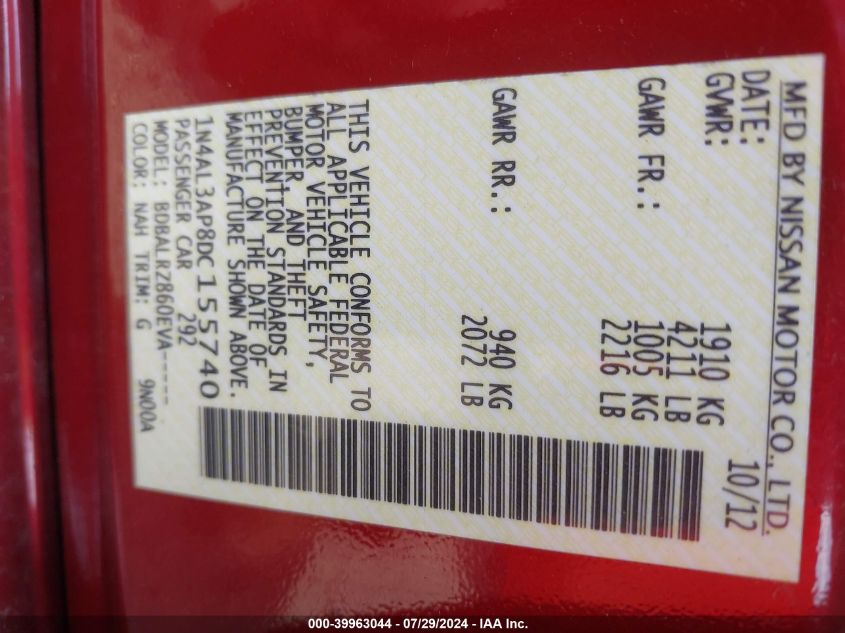 MFD BY NISSAN MOTOR CO., LTD.
DATE: 10/12
GVWR: 1910 KG
4211 LB
GAWR FR.: 1005 KG
2216 LB
GAWR RR.: 940 KG
2072 LB
THIS VEHICLE CONFORMS TO
ALL APPLICABLE FEDERAL
MOTOR VEHICLE SAFETY,
BUMPER, AND THEFT
PREVENTION STANDARDS IN
EFFECT ON THE DATE OF
MANUFACTURE SHOWN ABOVE.
1N4AL3AP8DC155740
PASSENGER CAR 292
MODEL: BDBALRZ860EVA-----
COLOR: NAH TRIM: G 9N00A
000-39963044 - 07/29/2024 - IAA Inc.